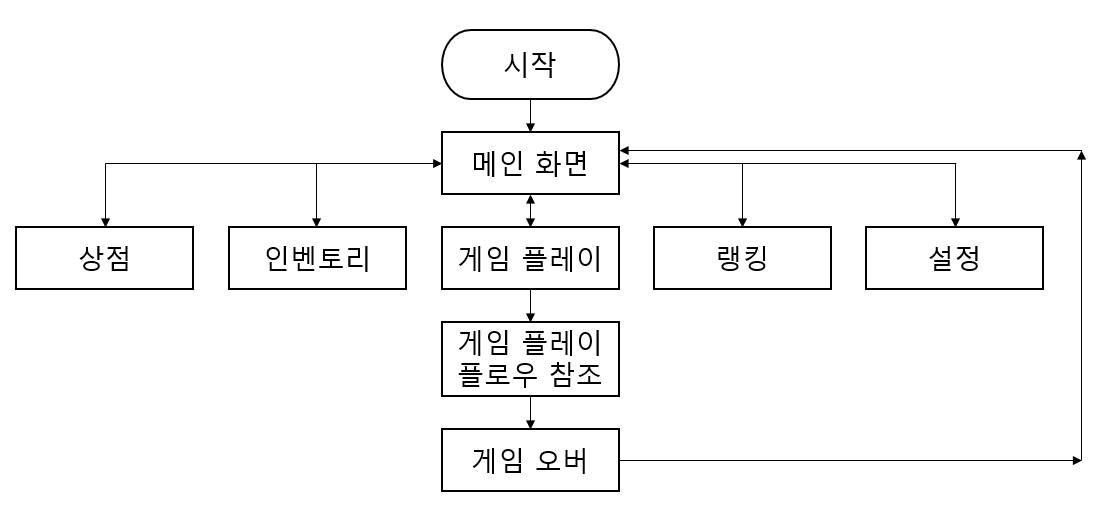 시작
메인 화면
상점
인벤토리
게임 플레이
랭킹
설정
게임 플레이
플로우 참조
게임 오버